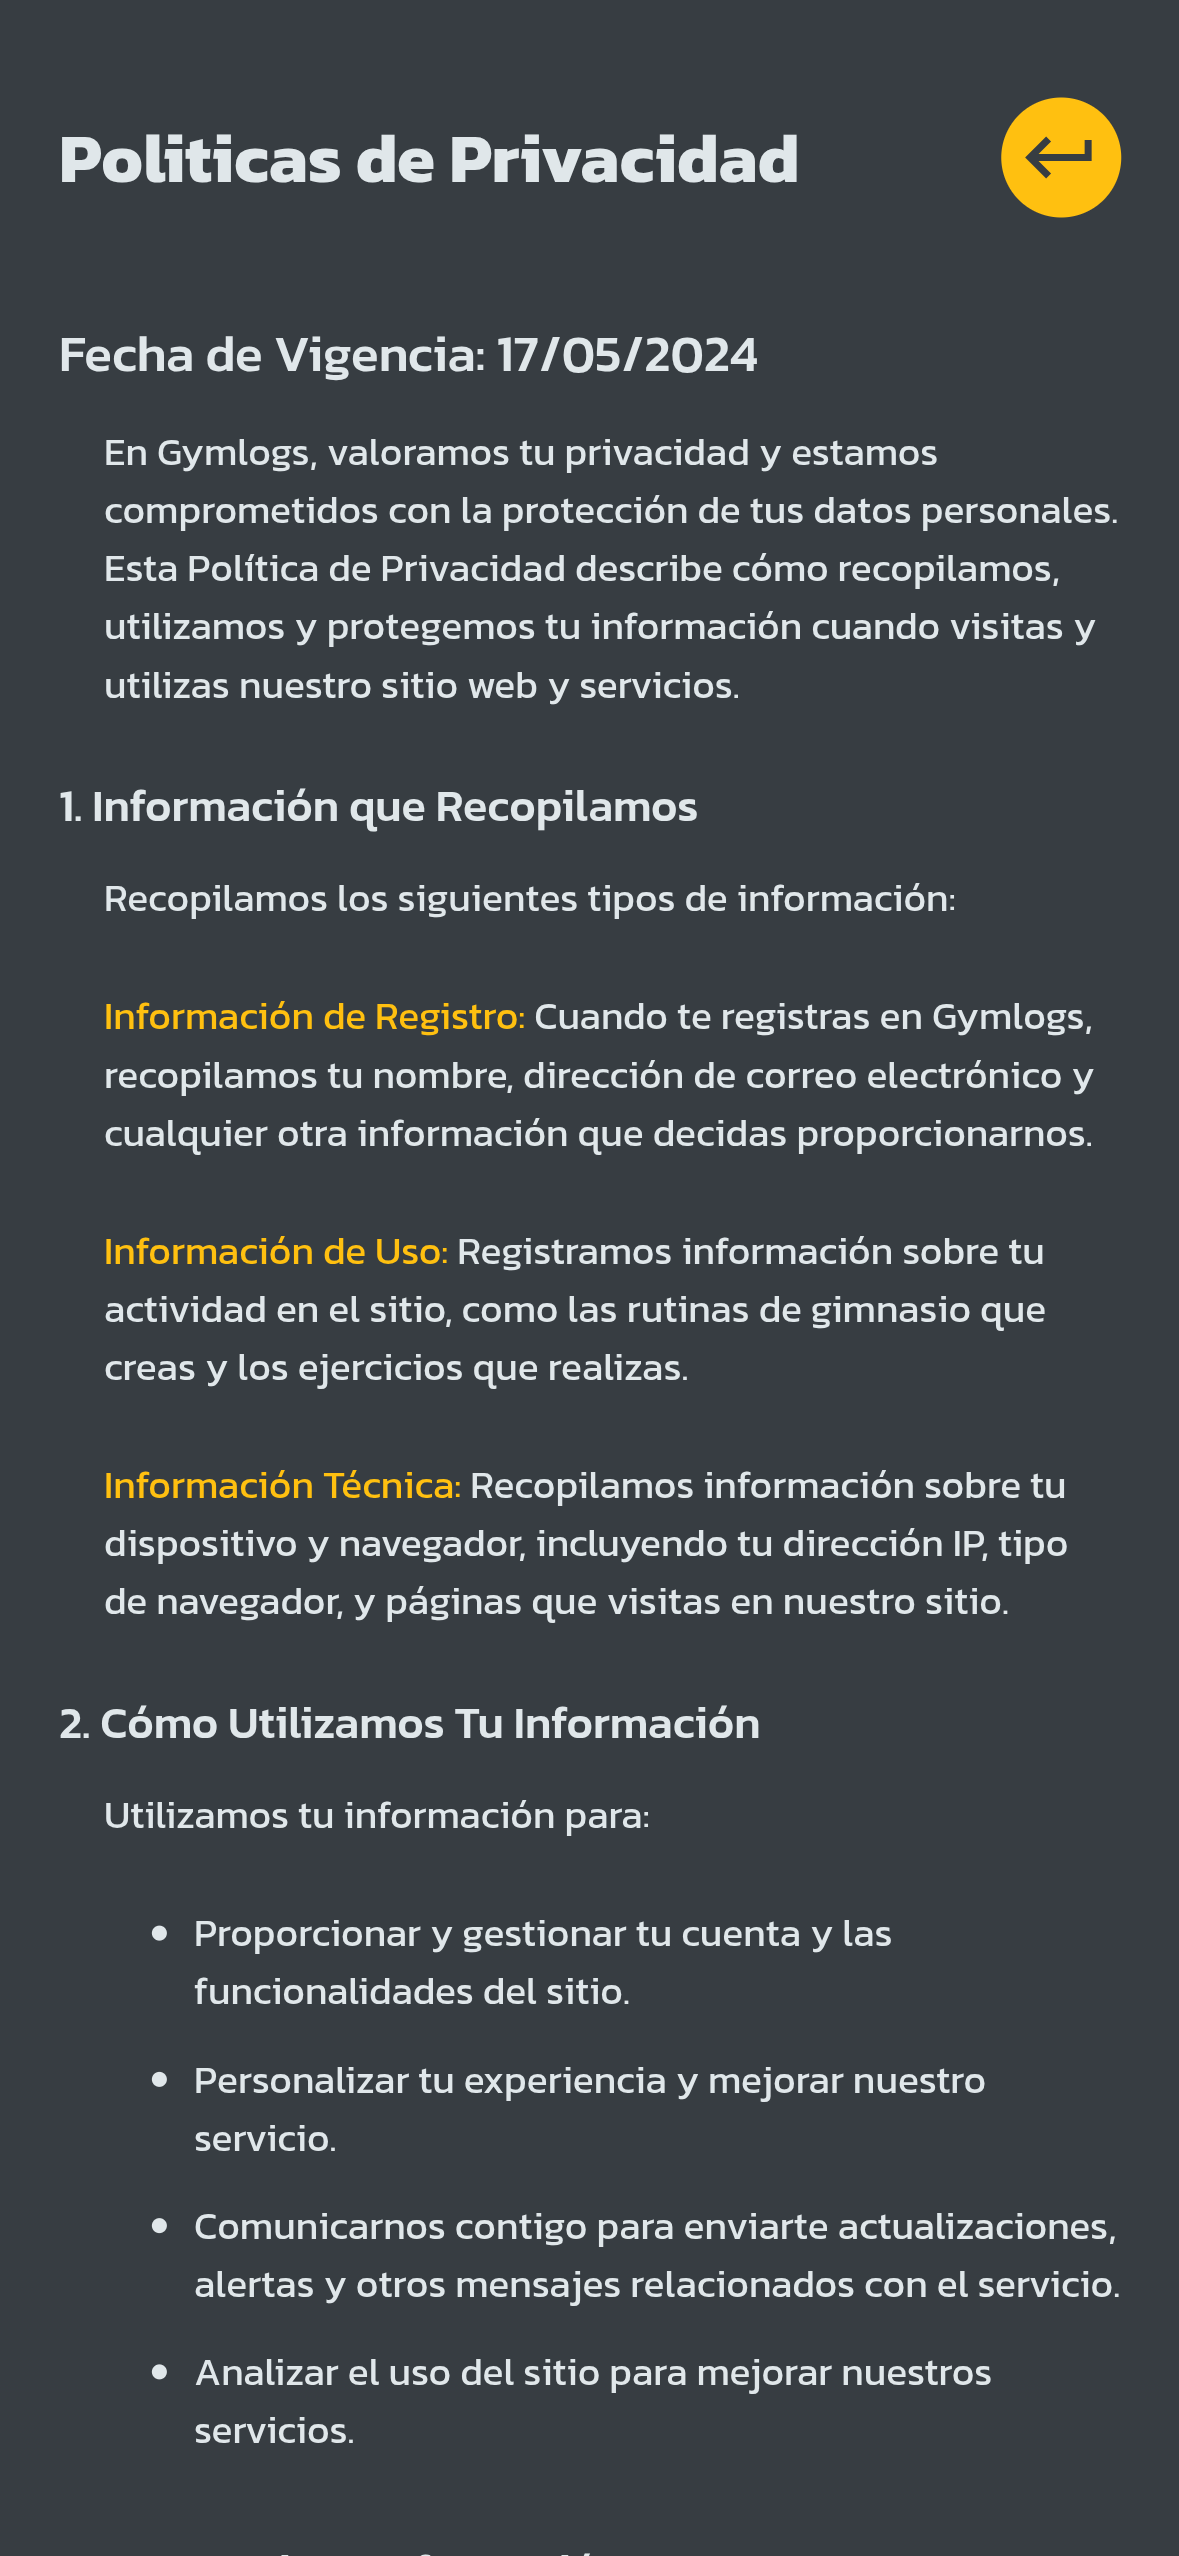 Politicas de Privacidad
Fecha de Vigencia: 17/05/2024
En Gymlogs, valoramos tu privacidad y estamos
comprometidos con la protección de tus datos personales.
Esta Política de Privacidad describe cómo recopilamos,
utilizamos y protegemos tu información cuando visitas y
utilizas nuestro sitio web y servicios.
1. Información que Recopilamos
Recopilamos los siguientes tipos de información:
Información de Registro: Cuando te registras en Gymlogs,
recopilamos tu nombre, dirección de correo electrónico y
cualquier otra información que decidas proporcionarnos.
Información de Uso: Registramos información sobre tu
actividad en el sitio, como las rutinas de gimnasio que
creas y los ejercicios que realizas.
Información Técnica: Recopilamos información sobre tu
dispositivo y navegador, incluyendo tu dirección IP, tipo
de navegador, y páginas que visitas en nuestro sitio.
2. Cómo Utilizamos Tu Información
Utilizamos tu información para:
• Proporcionar y gestionar tu cuenta y las
funcionalidades del sitio.
• Personalizar tu experiencia y mejorar nuestro
servicio.
• Comunicarnos contigo para enviarte actualizaciones,
alertas y otros mensajes relacionados con el servicio.
• Analizar el uso del sitio para mejorar nuestros
servicios.